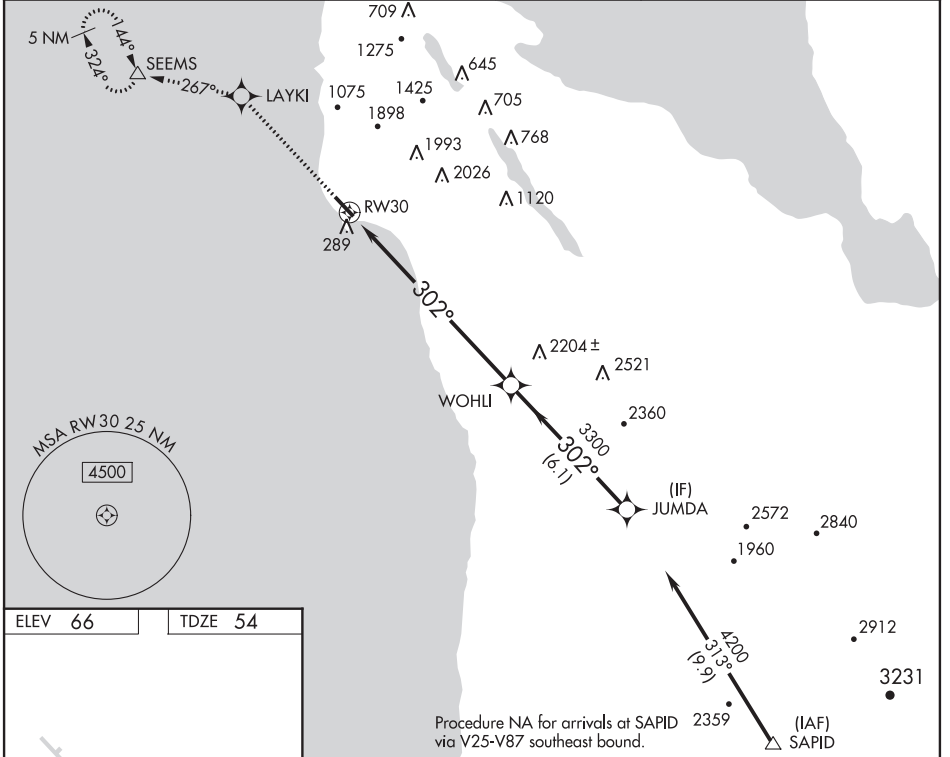 709
1275
645
5 NM
144°
324°
SEEMS
267°
LAYKI
1075
1425
705
1898
768
1993
2026
1120
RW30
289
302°
2204 ±
2521
WOHLI
2360
3300
302°
(6.1)
(IF)
JUMDA
MSA RW30 25 NM
4500
2572
2840
1960
ELEV 66
TDZE 54
2912
4200
313°
(9.9)
3231
2359
Procedure NA for arrivals at SAPID
via V25-V87 southeast bound.
(IAF)
SAPID